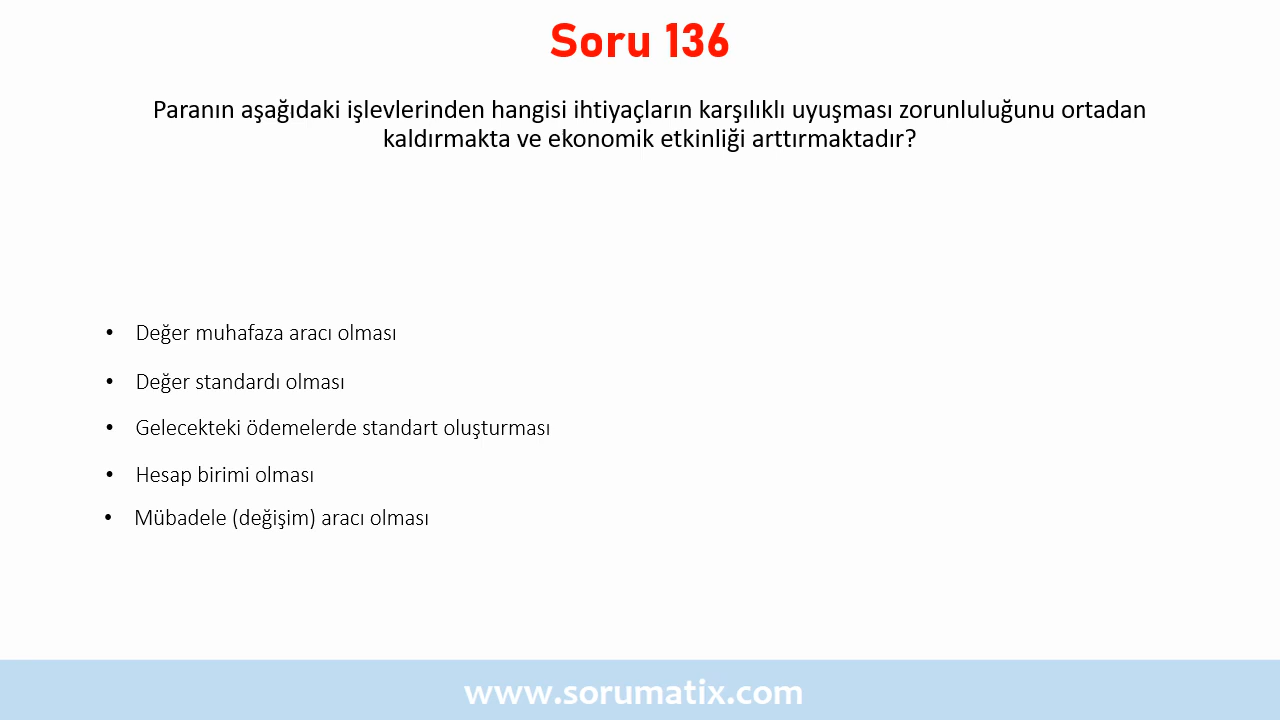 Soru 136
Paranın aşağıdaki işlevlerinden hangisi ihtiyaçların karşılıklı uyuşması zorunluluğunu ortadan
kaldırmakta ve ekonomik etkinliği arttırmaktadır?
• Değer muhafaza aracı olması
• Değer standardı olması
• Gelecekteki ödemelerde standart oluşturması
• Hesap birimi olması
• Mübadele (değişim) aracı olması
www.sorumatix.com